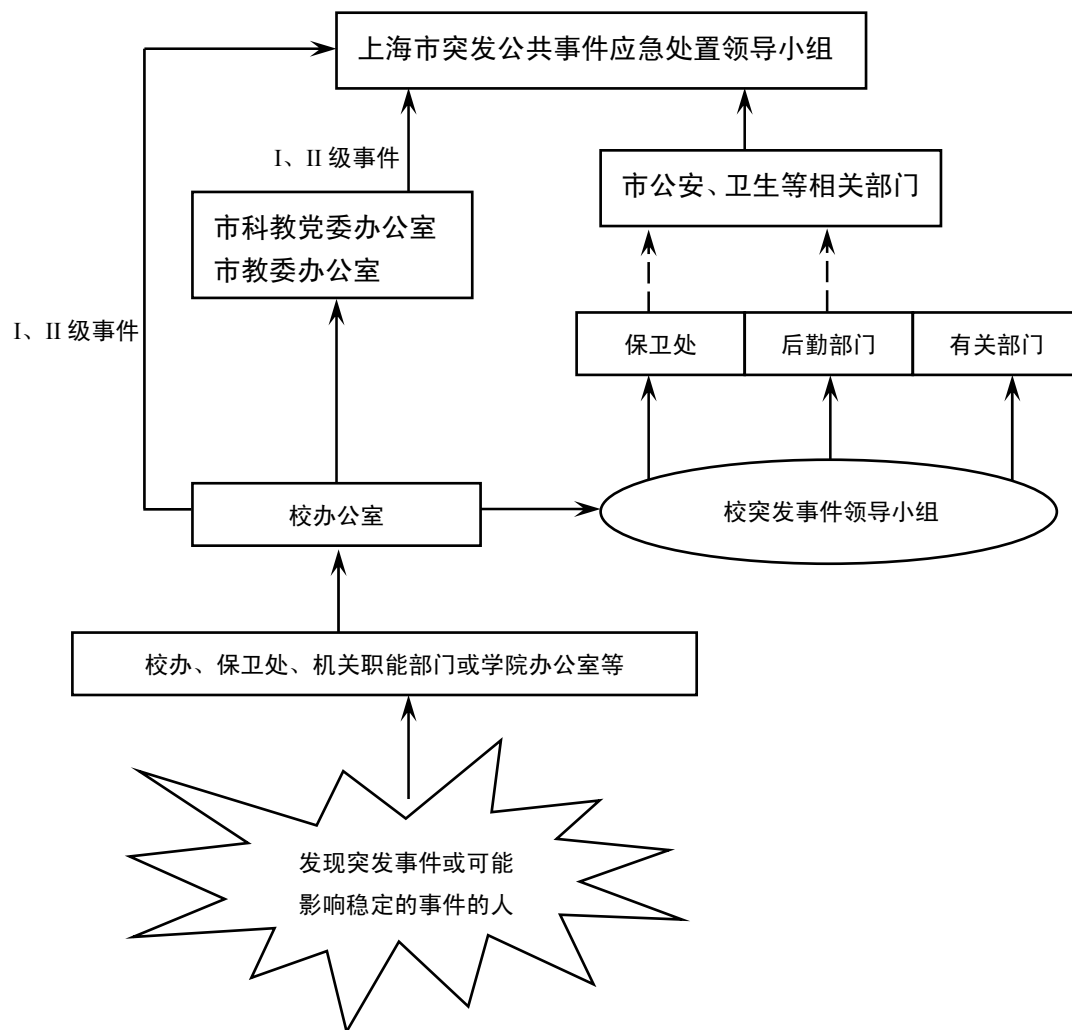 上海市突发公共事件应急处置领导小组
I、II 级事件
市公安、卫生等相关部门
市科教党委办公室
市教委办公室
I、II 级事件
保卫处
后勤部门
有关部门
校办公室
校突发事件领导小组
校办、保卫处、机关职能部门或学院办公室等
发现突发事件或可能
影响稳定的事件的人